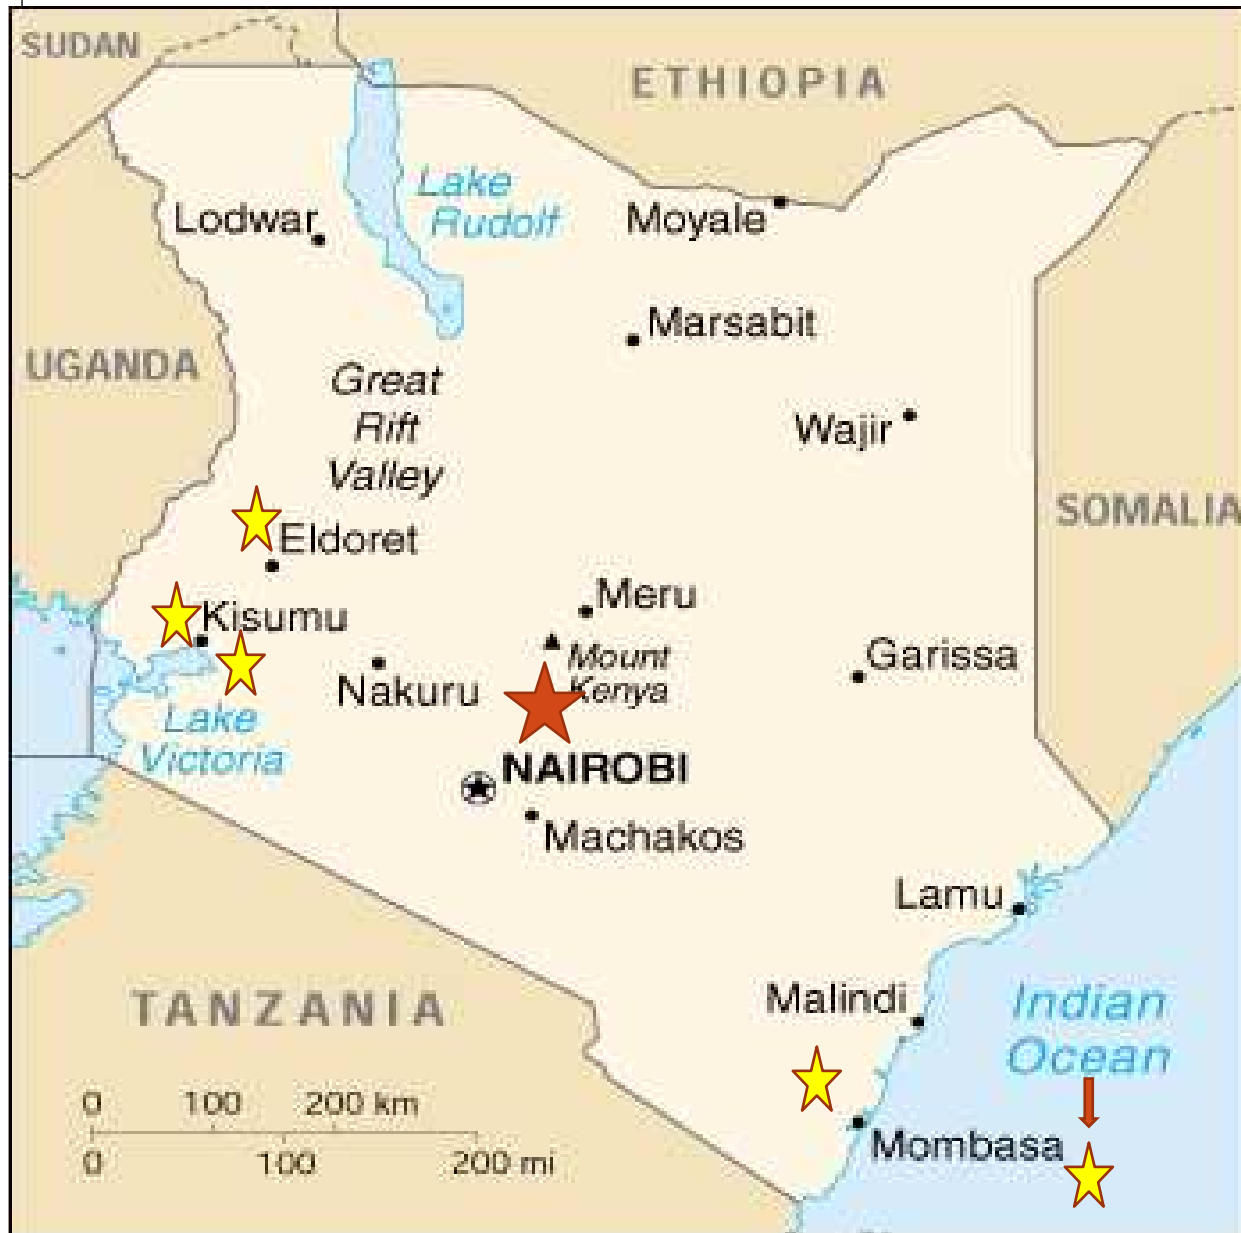 SUDAN
ETHIOPIA
Lake
Rudolf
Lodwar
Moyale
Marsabit
UGANDA
Great
Rift
Valley
Wajir
SOMALIA
Eldoret
Meru
Kisumu
Mount
Kenya
Garissa
Nakuru
Lake
Victoria
NAIROBI
Machakos
Lamu
TANZANIA
Malindi
Indian
Ocean
0 100 200 km
Mombasa
0 100 200 mi